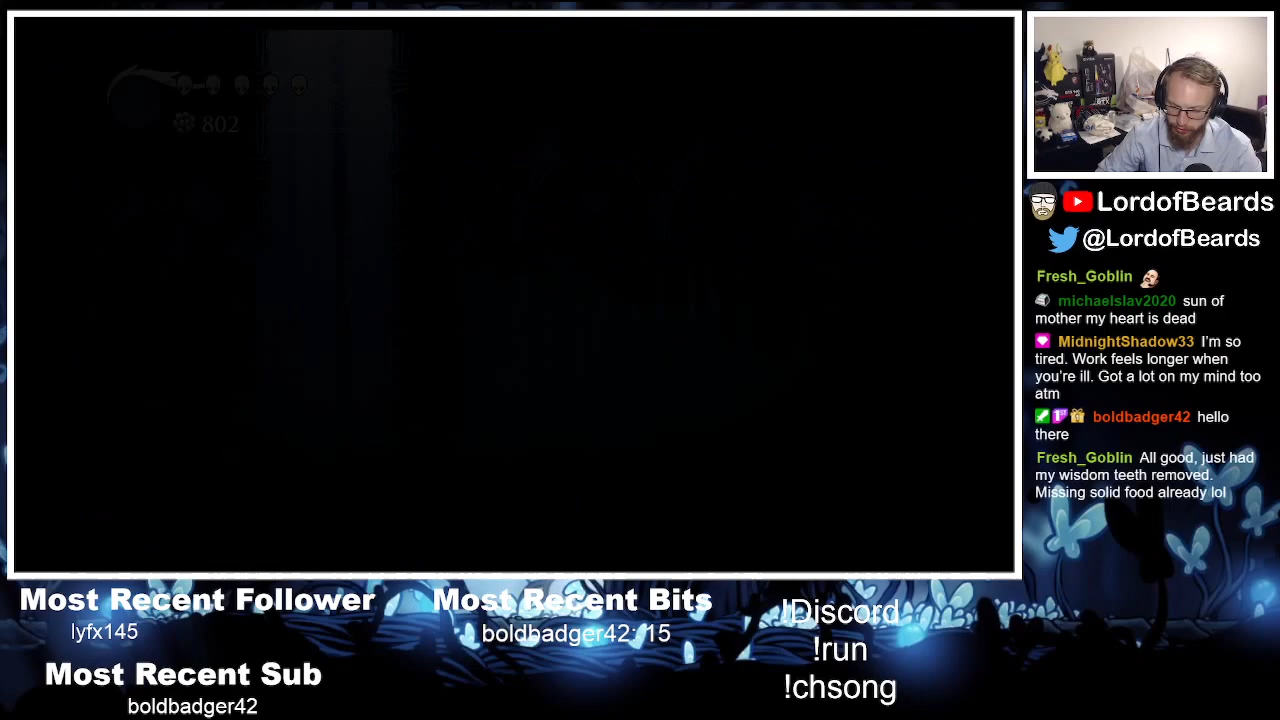 802
LordofBeards
@LordofBeards
Fresh_Goblin
michaelslav2020 sun of
mother my heart is dead
MidnightShadow33 I'm so
tired. Work feels longer when
you're ill. Got a lot on my mind too
atm
boldbadger42 hello
there
Fresh_Goblin All good, just had
my wisdom teeth removed.
Missing solid food already lol
Most Recent Follower
lyfx145
Most Recent Bits
boldbadger42: 15
!Discord
!run
!chsong
Most Recent Sub
boldbadger42